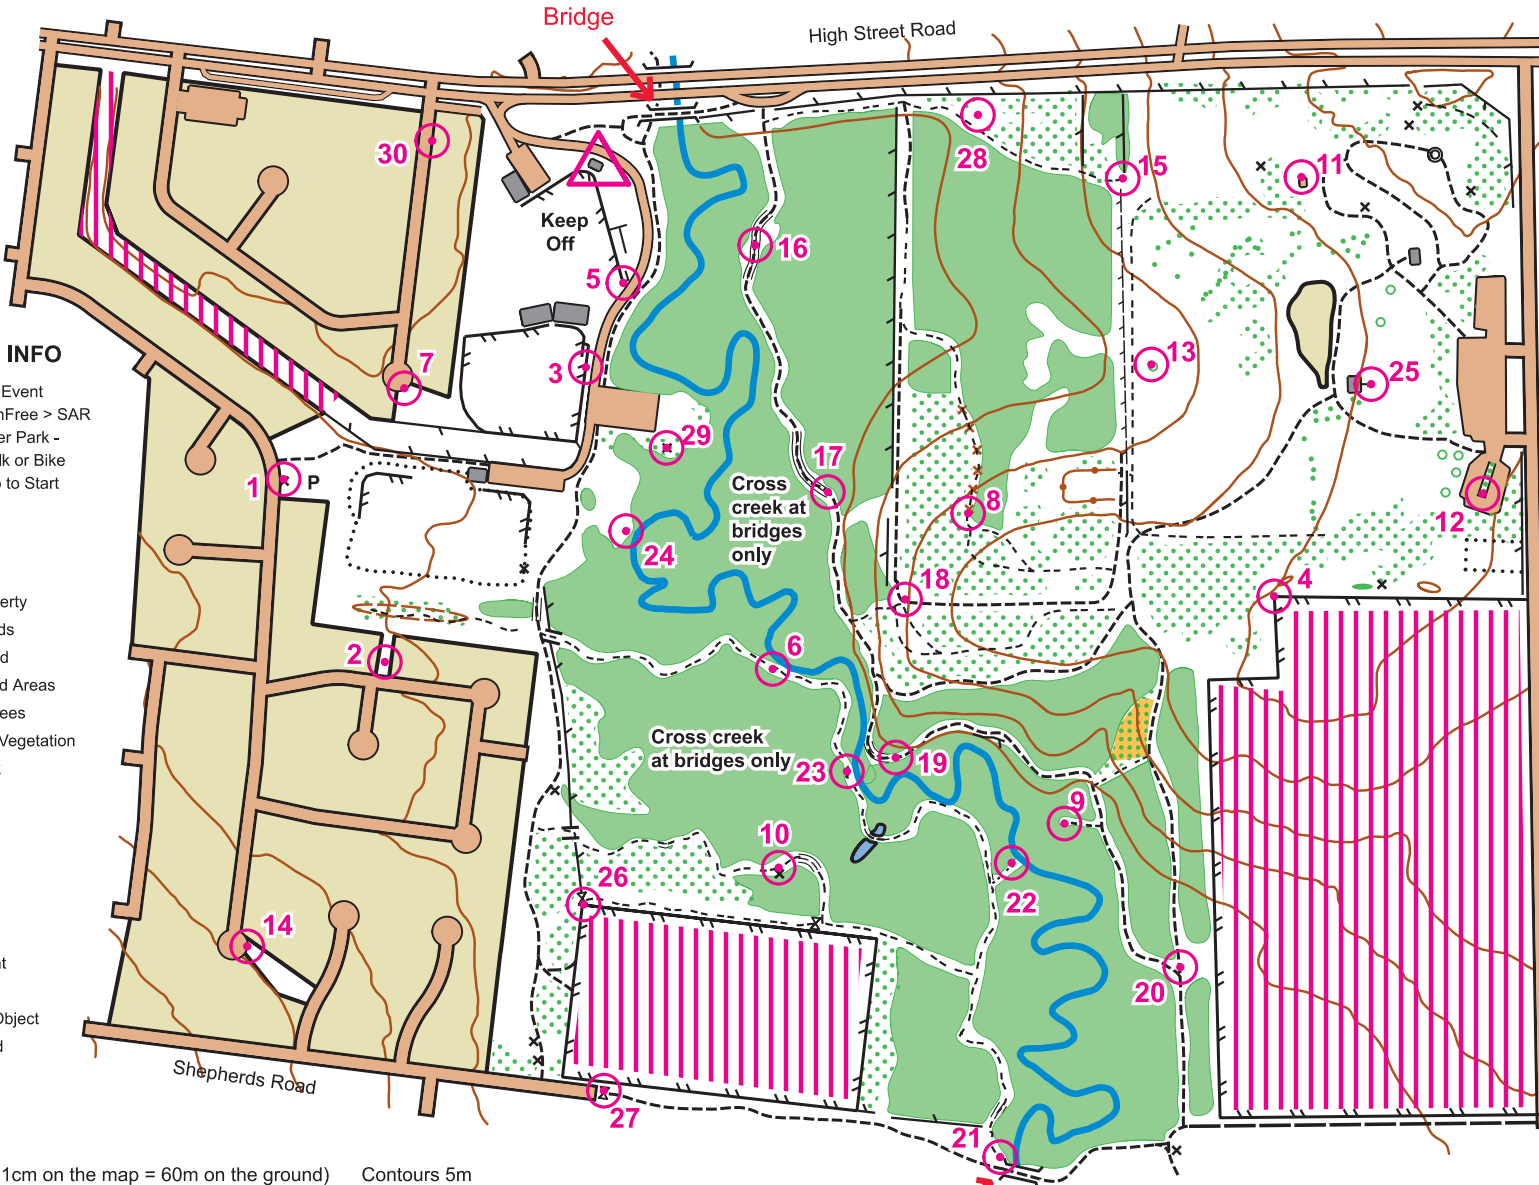 Bridge
High Street Road
30
28
15
11
Keep
Off
16
5
13
7
3
25
INFO
Event
nFree > SAR
er Park -
lk or Bike
o to Start
29
17
1
P
Cross
creek at
bridges
only
8
12
24
18
4
erty
ds
d
d Areas
ees
Vegetation
2
6
Cross creek
at bridges only
23
19
9
10
26
22
14
20
nt
Object
d
Shepherds Road
27
21
1cm on the map = 60m on the ground) Contours 5m